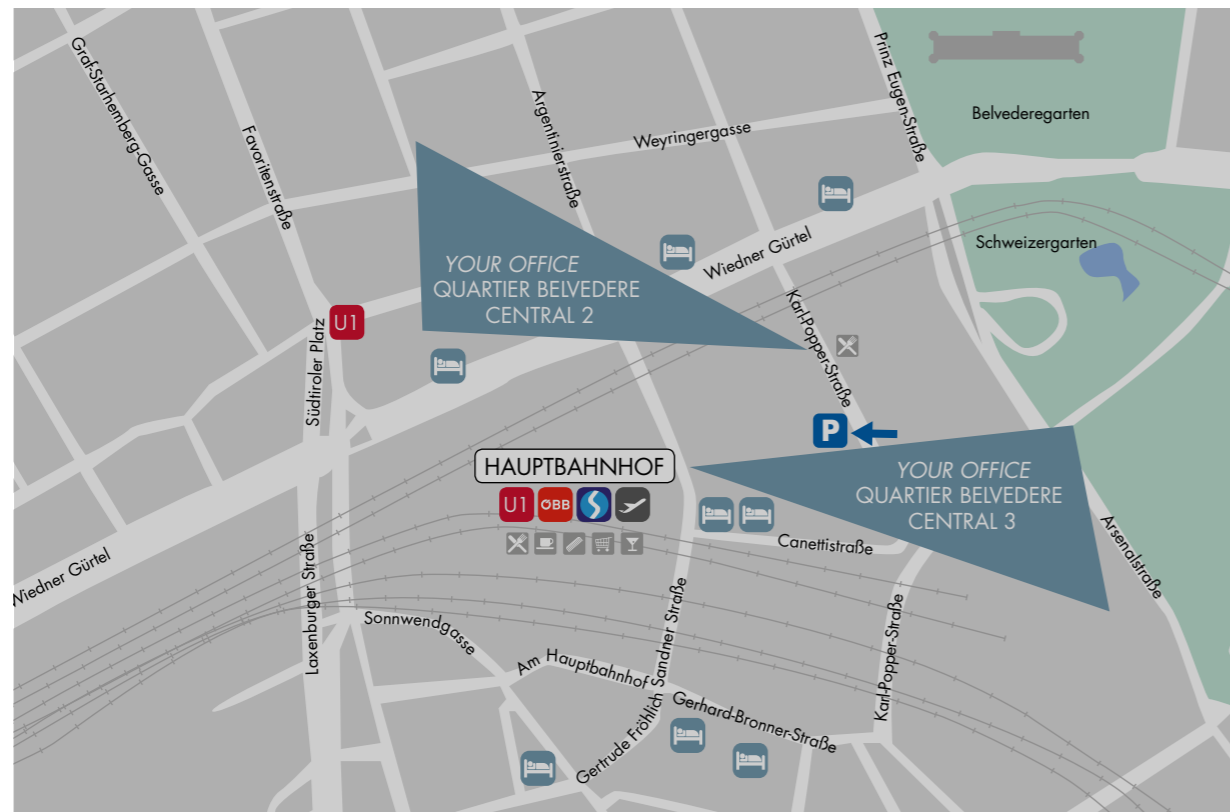 Graf-Starhemberg-Gasse
Favoritenstraße
Argentinierstraße
Weyringergasse
Prinz Eugen-Straße
Belvederegarten
Schweizergarten
Wiedner Gürtel
YOUR OFFICE
QUARTIER BELVEDERE
CENTRAL 2
Karl-Popper-Straße
U1
Südtiroler Platz
P
HAUPTBAHNHOF
U1
ÖBB
S
YOUR OFFICE
QUARTIER BELVEDERE
CENTRAL 3
Canettistraße
Arsenalstraße
Wiedner Gürtel
Laxenburger Straße
Sonnwendgasse
Am Hauptbahnhof
Gertrude Fröhlich Sandner Straße
Gerhard-Bronner-Straße
Karl-Popper-Straße